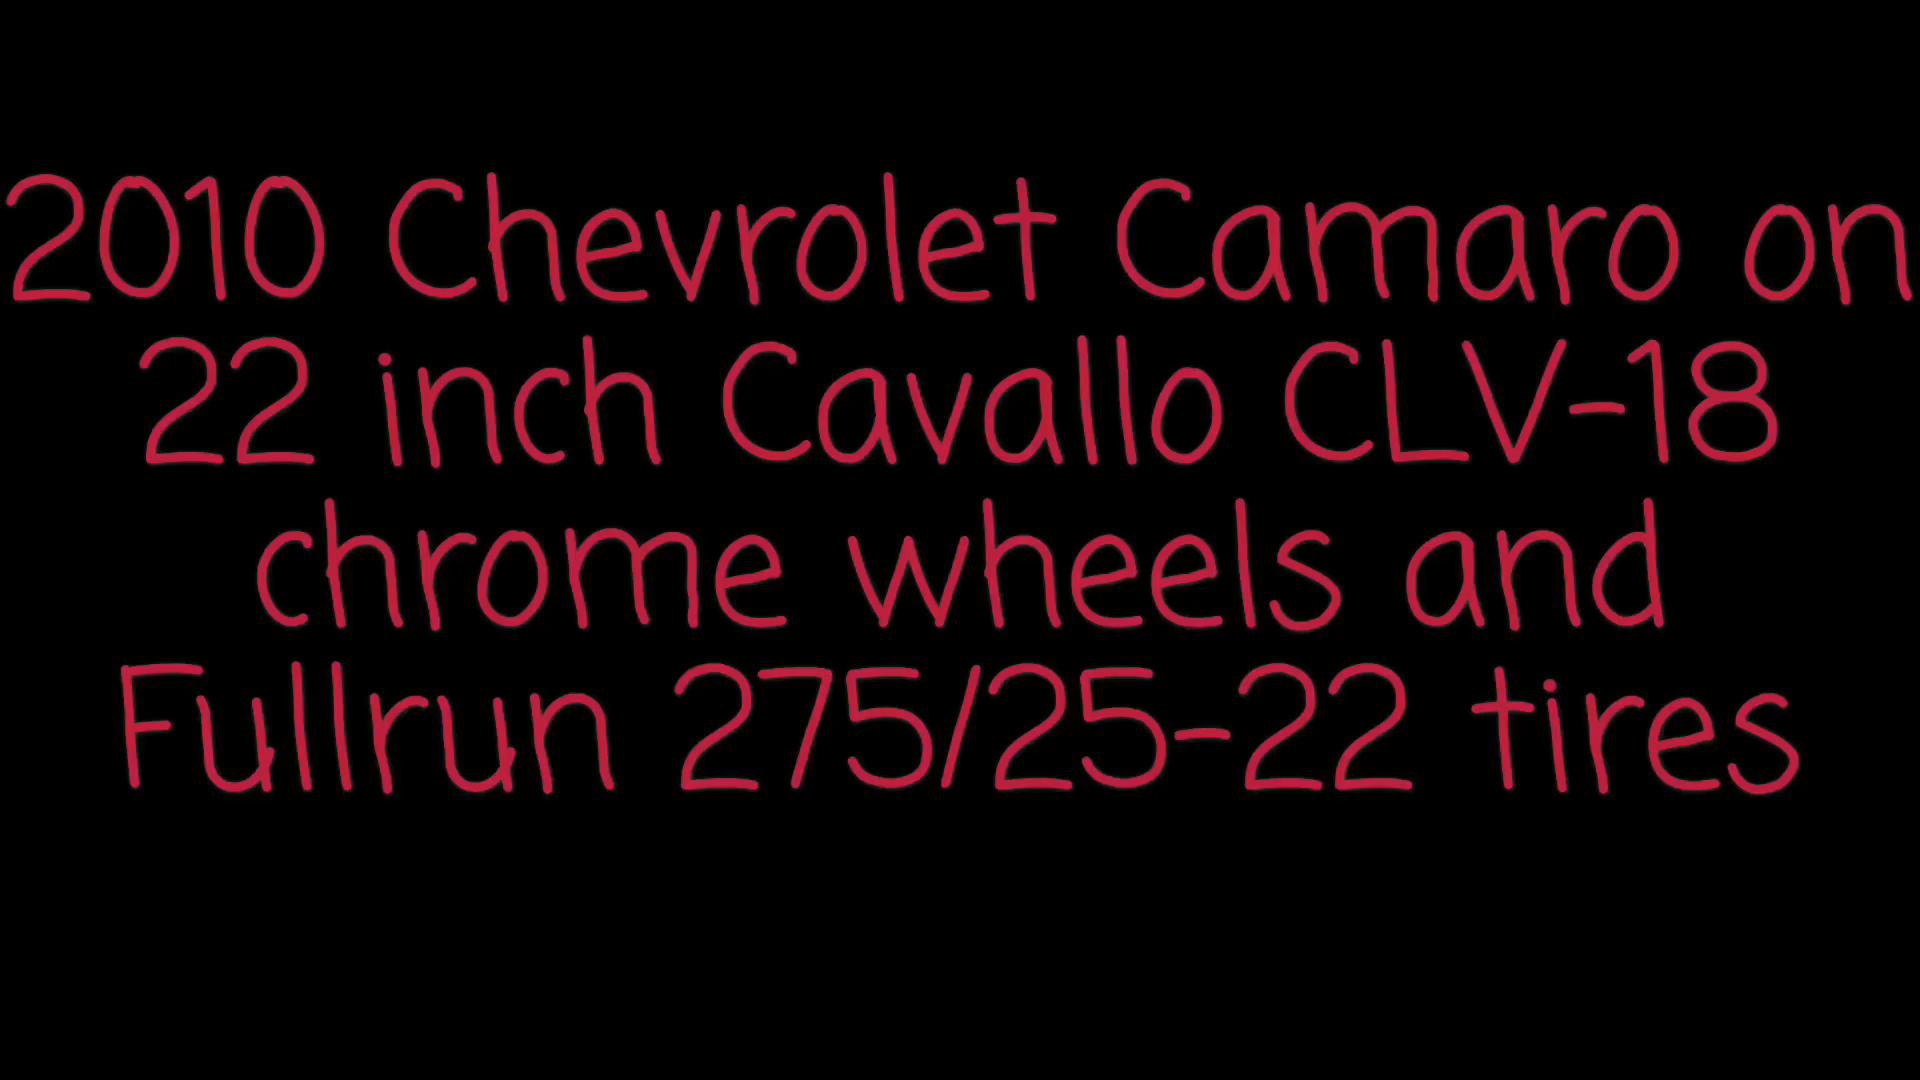 2010 Chevrolet Camaro on
22 inch Cavallo CLV-18
chrome wheels and
Fullrun 275/25-22 tires